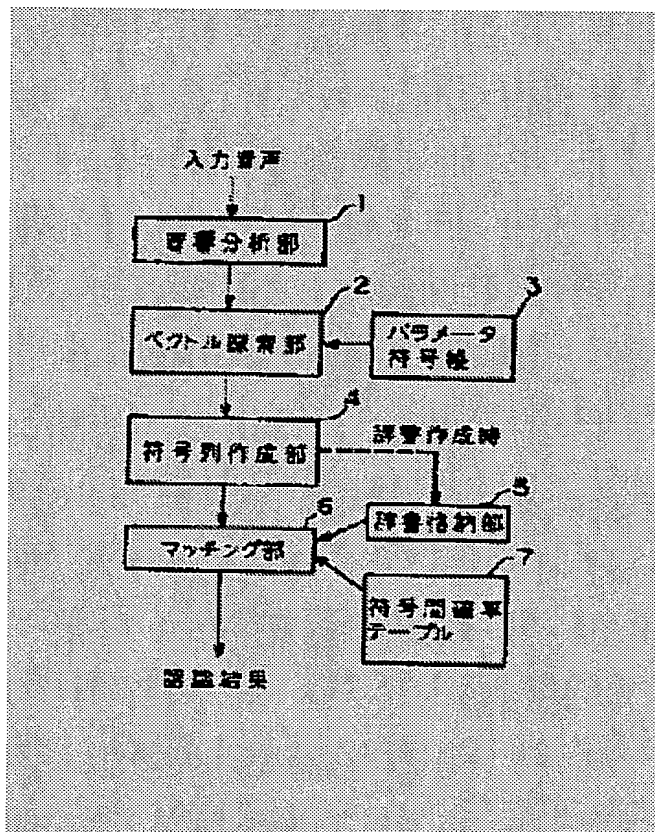 入力音声
1
音響分析部
2
ベクトル探索部
3
パラメータ
符号帳
4
符号列作成部
辞書作成時
5
辞書格納部
6
マッチング部
7
符号間確率
テーブル
認識結果